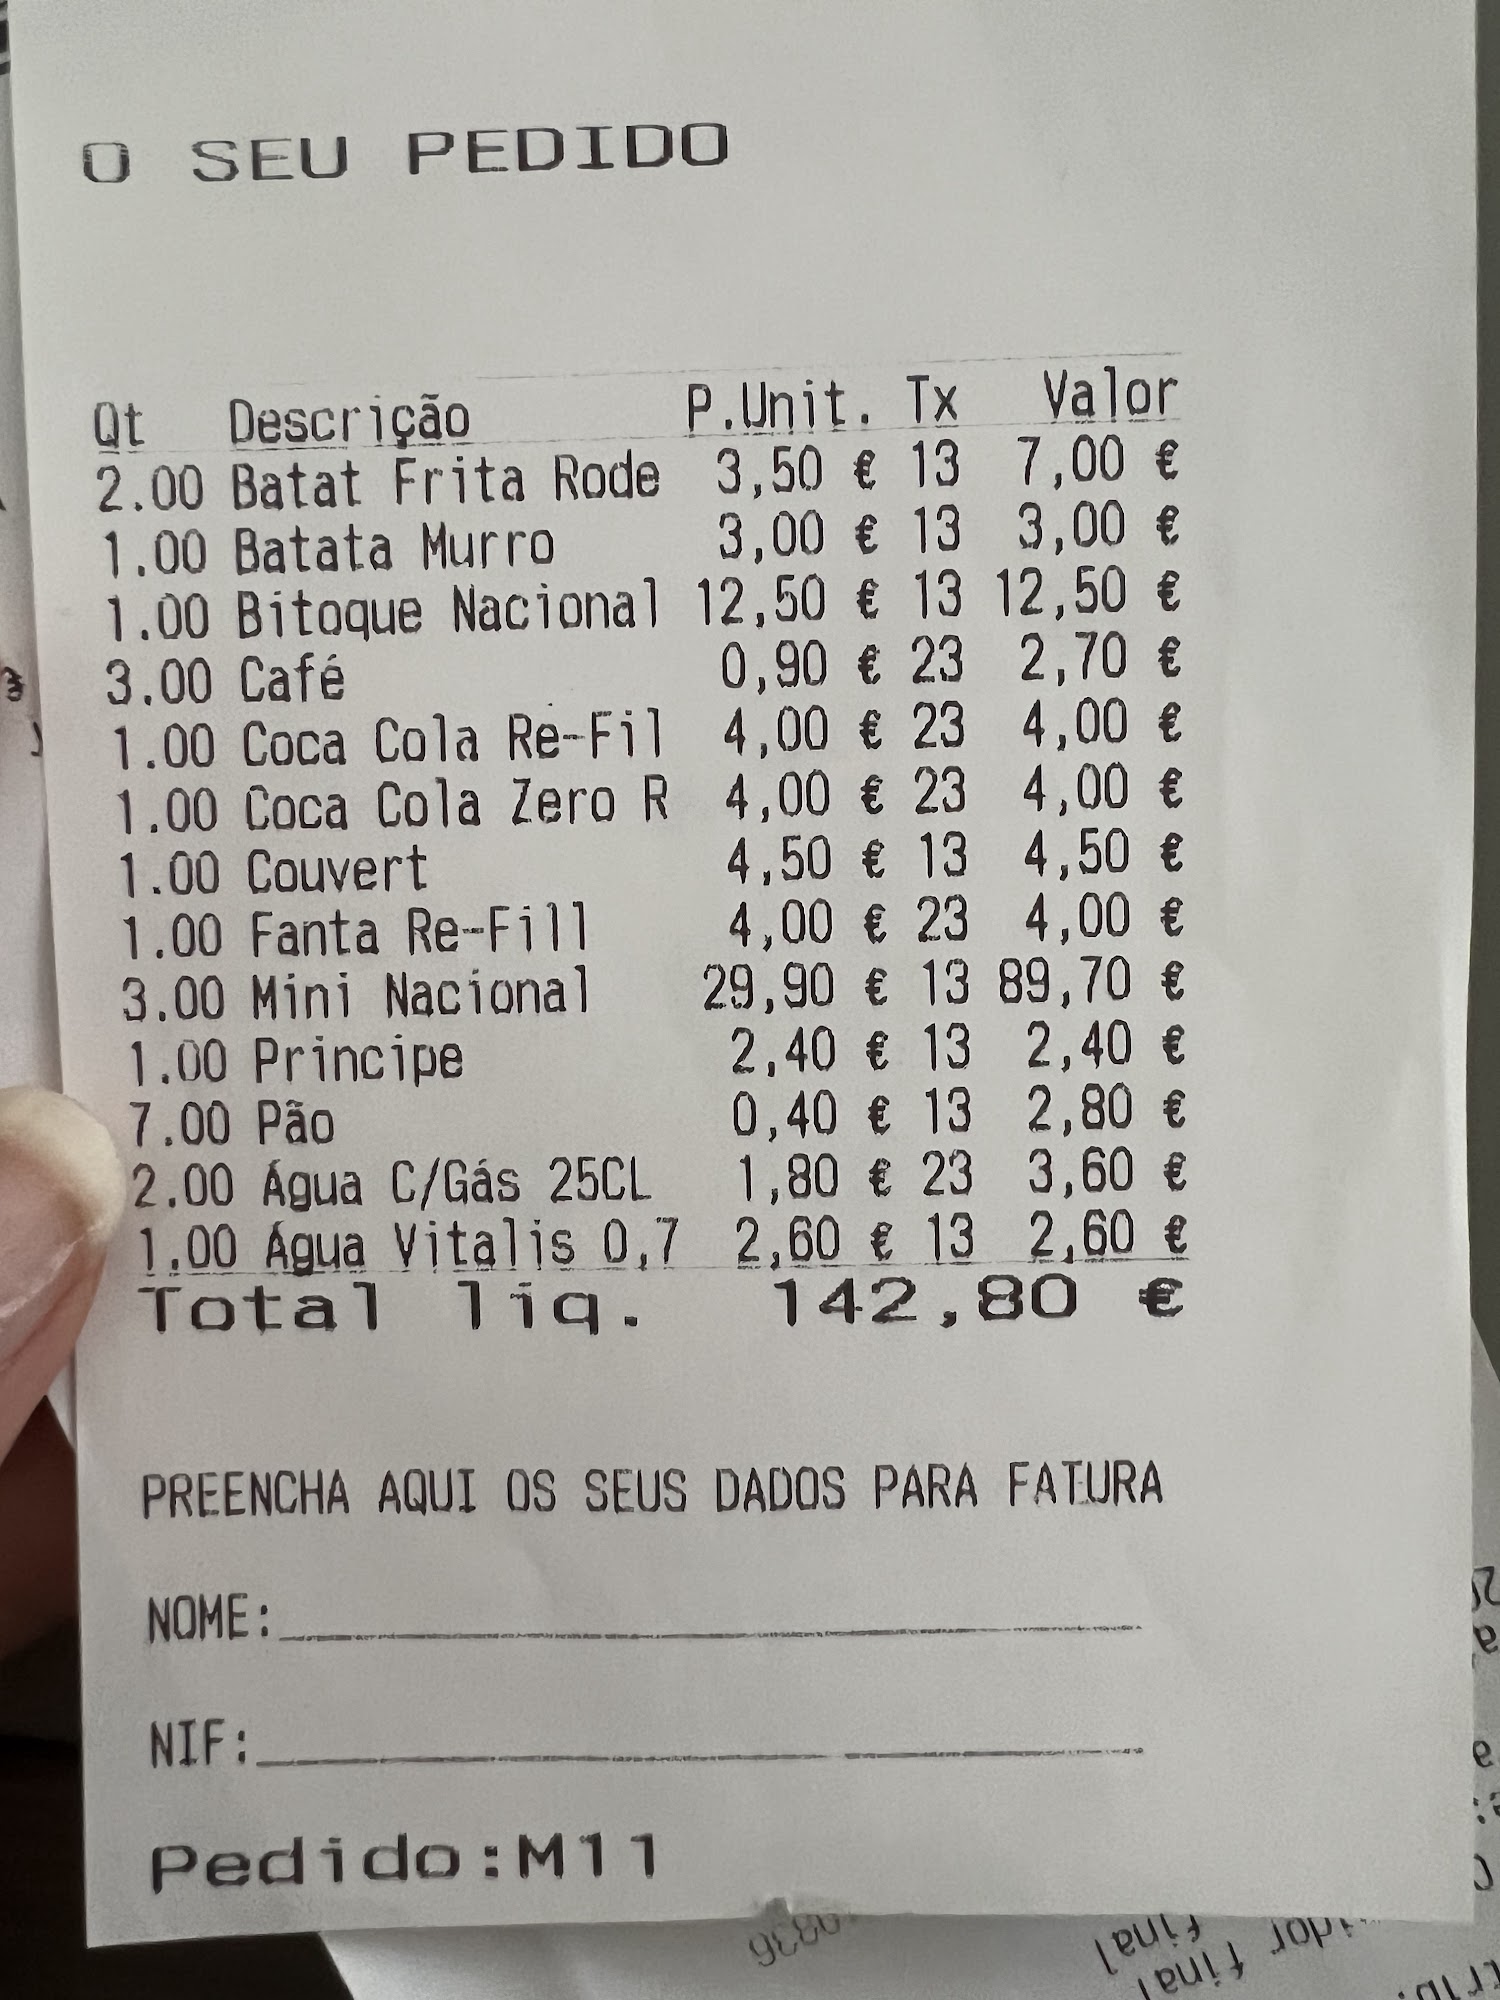 O SEU PEDIDO
Qt Descrição P.Unit. Tx Valor
2.00 Batat Frita Rode 3,50 € 13 7,00 €
1.00 Batata Murro 3,00 € 13 3,00 €
1.00 Bitoque Nacional 12,50 € 13 12,50 €
3.00 Café 0,90 € 23 2,70 €
1.00 Coca Cola Re-Fil 4,00 € 23 4,00 €
1.00 Coca Cola Zero R 4,00 € 23 4,00 €
1.00 Couvert 4,50 € 13 4,50 €
1.00 Fanta Re-Fill 4,00 € 23 4,00 €
3.00 Mini Nacional 29,90 € 13 89,70 €
1.00 Principe 2,40 € 13 2,40 €
7.00 Pão 0,40 € 13 2,80 €
2.00 Água C/Gás 25CL 1,80 € 23 3,60 €
1.00 Água Vitalis 0,7 2,60 € 13 2,60 €
Total liq. 142,80 €
PREENCHA AQUI OS SEUS DADOS PARA FATURA
NOME:
NIF:
Pedido:M11
final
final